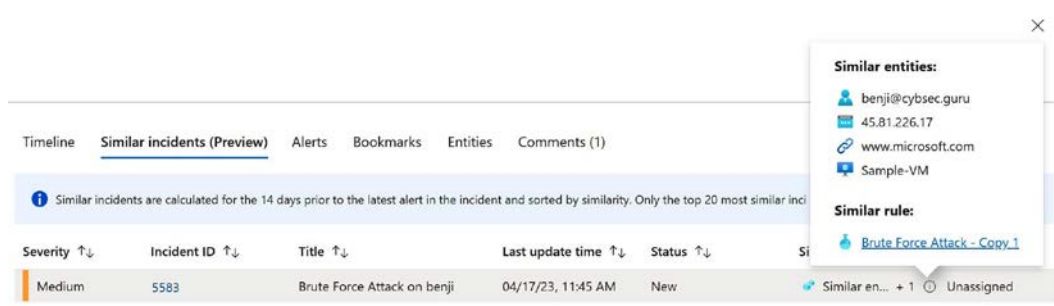 Similar entities:
benji@cybsec.guru
45.81.226.17
www.microsoft.com
Sample-VM
Similar rule:
Brute Force Attack - Copy 1
Timeline Similar incidents (Preview) Alerts Bookmarks Entities Comments (1)
Similar incidents are calculated for the 14 days prior to the latest alert in the incident and sorted by similarity. Only the top 20 most similar inci
Severity ↑↓ Incident ID ↑↓ Title ↑↓ Last update time ↑↓ Status ↑↓ Si
Medium 5583 Brute Force Attack on benji 04/17/23, 11:45 AM New Similar en... + 1 Unassigned